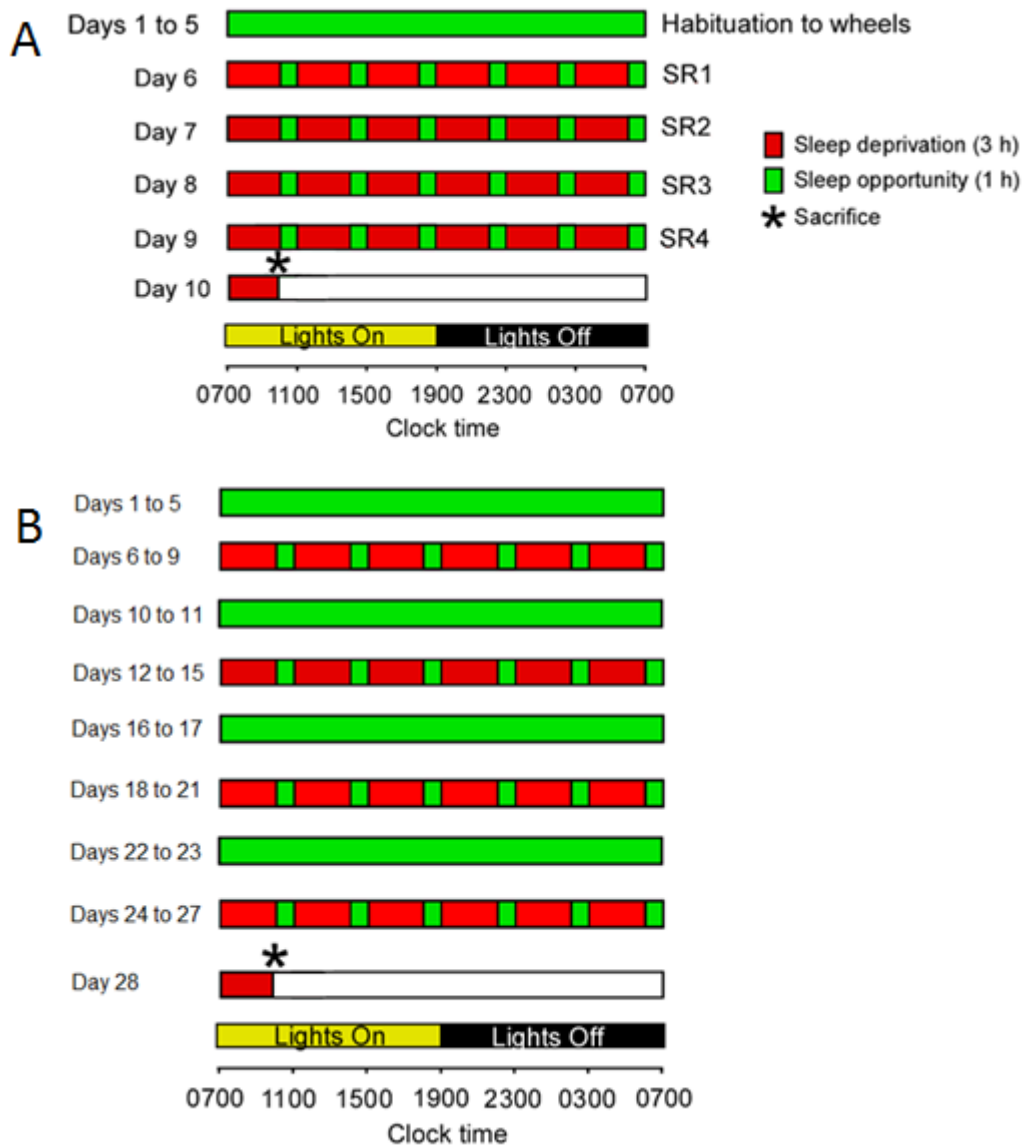 A
Days 1 to 5 Habituation to wheels
Day 6 SR1
Day 7 SR2
Day 8 SR3
Day 9 SR4
Day 10
Sleep deprivation (3 h)
Sleep opportunity (1 h)
* Sacrifice
Lights On Lights Off
0700 1100 1500 1900 2300 0300 0700
Clock time
B
Days 1 to 5
Days 6 to 9
Days 10 to 11
Days 12 to 15
Days 16 to 17
Days 18 to 21
Days 22 to 23
Days 24 to 27
Day 28
Lights On Lights Off
0700 1100 1500 1900 2300 0300 0700
Clock time